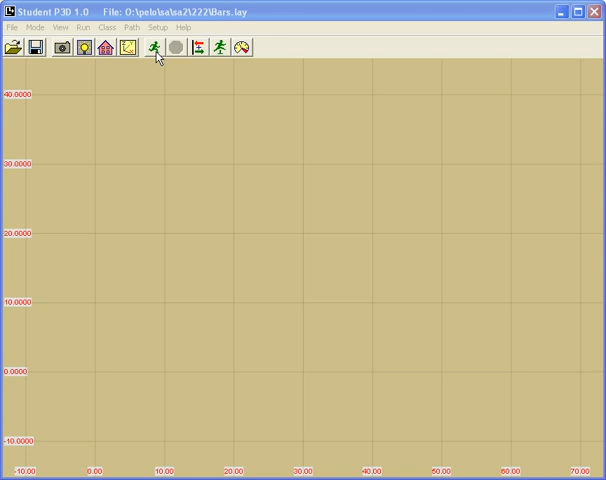 Student P3D 1.0 File: O:\pelo\sa\sa2\222\Bars.lay
File Mode View Run Class Path Setup Help
40.0000
30.0000
20.0000
10.0000
0.0000
-10.0000
-10.00 0.00 10.00 20.00 30.00 40.00 50.00 60.00 70.00